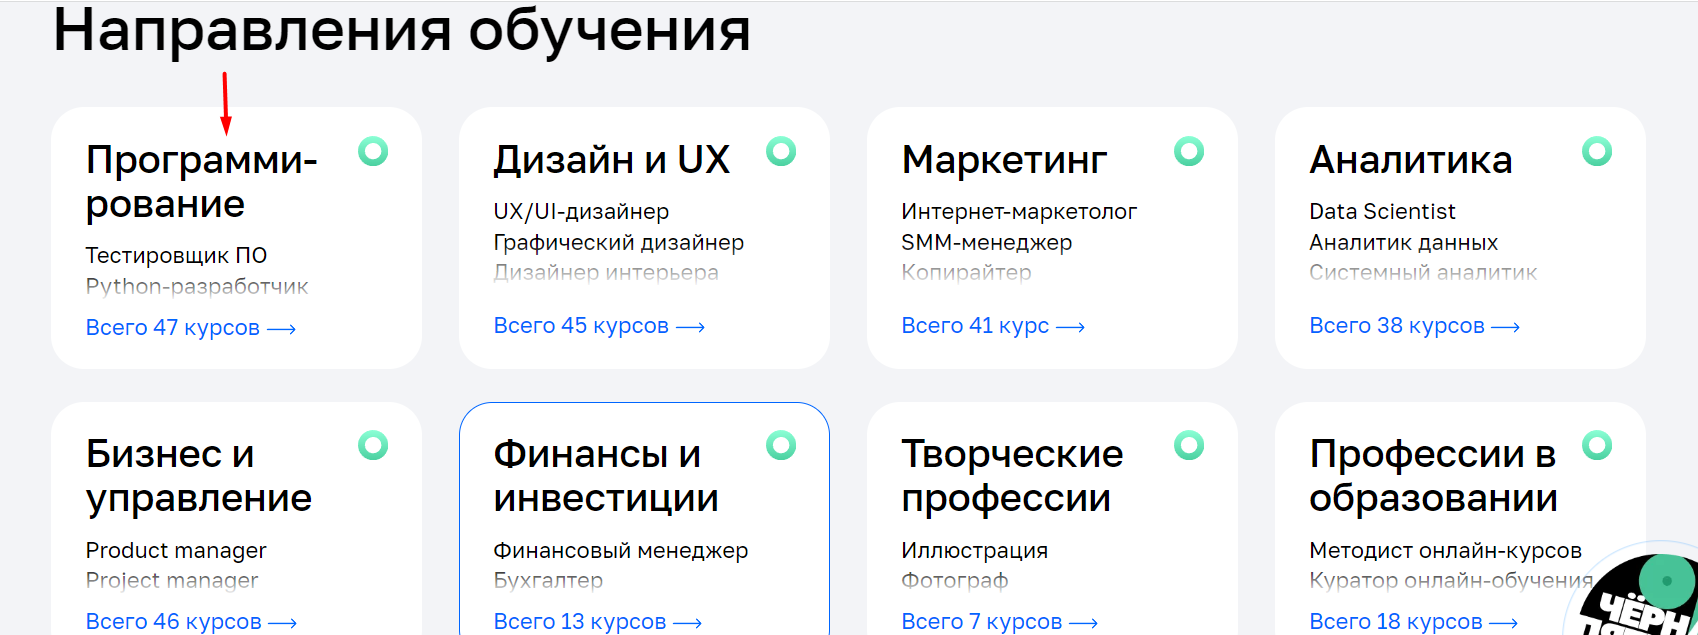 Направления обучения
Программи-
рование
Тестировщик ПО
Python-разработчик
Всего 47 курсов
Дизайн и UX
UX/UI-дизайнер
Графический дизайнер
Дизайнер интерьера
Всего 45 курсов
Маркетинг
Интернет-маркетолог
SMM-менеджер
Копирайтер
Всего 41 курс
Аналитика
Data Scientist
Аналитик данных
Системный аналитик
Всего 38 курсов
Бизнес и
управление
Product manager
Project manager
Всего 46 курсов
Финансы и
инвестиции
Финансовый менеджер
Бухгалтер
Всего 13 курсов
Творческие
профессии
Иллюстрация
Фотограф
Всего 7 курсов
Профессии в
образовании
Методист онлайн-курсов
Куратор онлайн-обучения
Всего 18 курсов